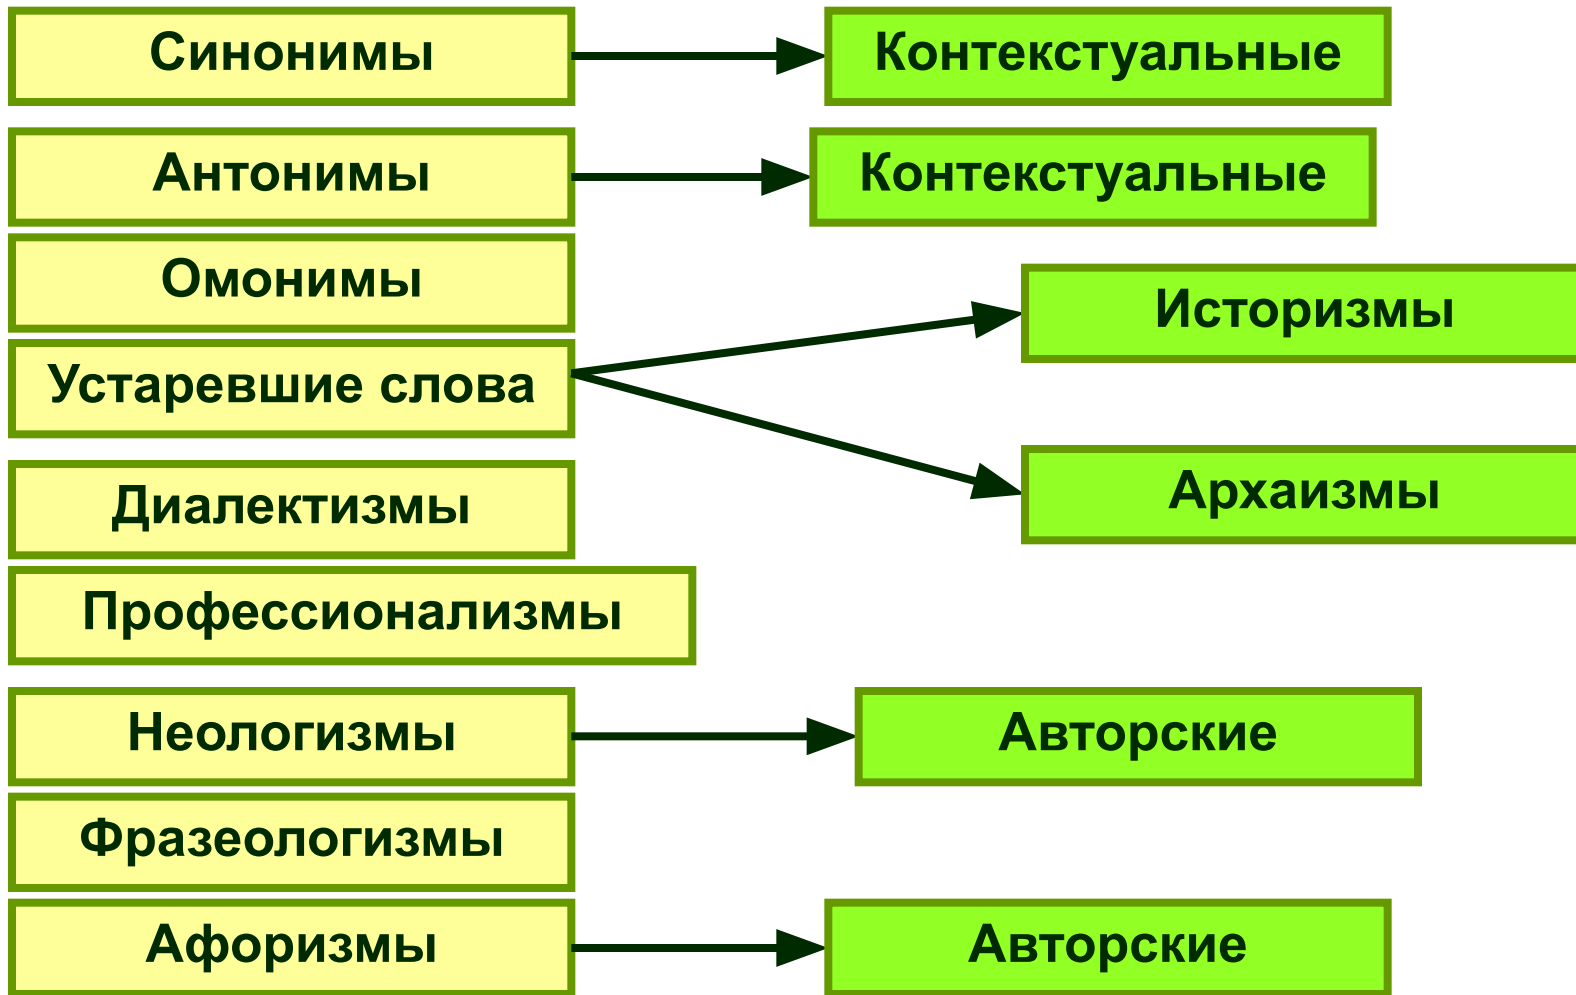 Синонимы
Контекстуальные
Антонимы
Контекстуальные
Омонимы
Историзмы
Устаревшие слова
Архаизмы
Диалектизмы
Профессионализмы
Неологизмы
Авторские
Фразеологизмы
Афоризмы
Авторские